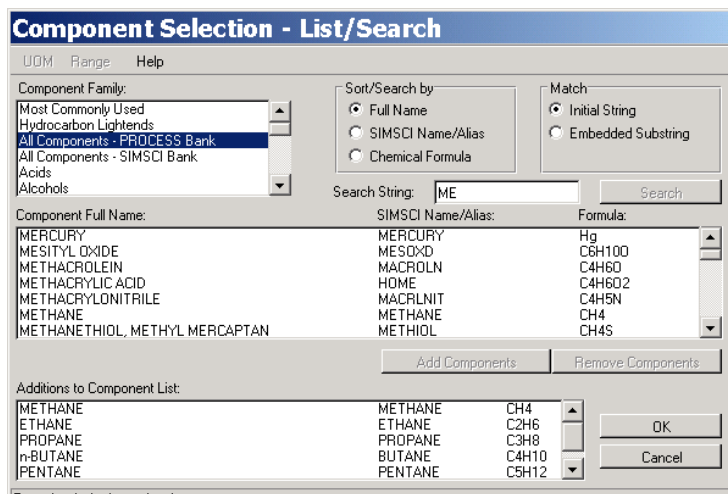 Component Selection - List/Search
UOM Range Help
Component Family:
Most Commonly Used
Hydrocarbon Lightends
All Components - PROCESS Bank
All Components - SIMSCI Bank
Acids
Alcohols
Sort/Search by
Full Name
SIMSCI Name/Alias
Chemical Formula
Match
Initial String
Embedded Substring
Search String: ME Search
Component Full Name: SIMSCI Name/Alias: Formula:
MERCURY MERCURY Hg
MESITYL OXIDE MESOXD C6H10O
METHACROLEIN MACROLN C4H6O
METHACRYLIC ACID HOME C4H6O2
METHACRYLONITRILE MACRLNIT C4H5N
METHANE METHANE CH4
METHANETHIOL, METHYL MERCAPTAN METHIOL CH4S
Add Components Remove Components
Additions to Component List:
METHANE METHANE CH4
ETHANE ETHANE C2H6
PROPANE PROPANE C3H8
n-BUTANE BUTANE C4H10
PENTANE PENTANE C5H12
OK
Cancel